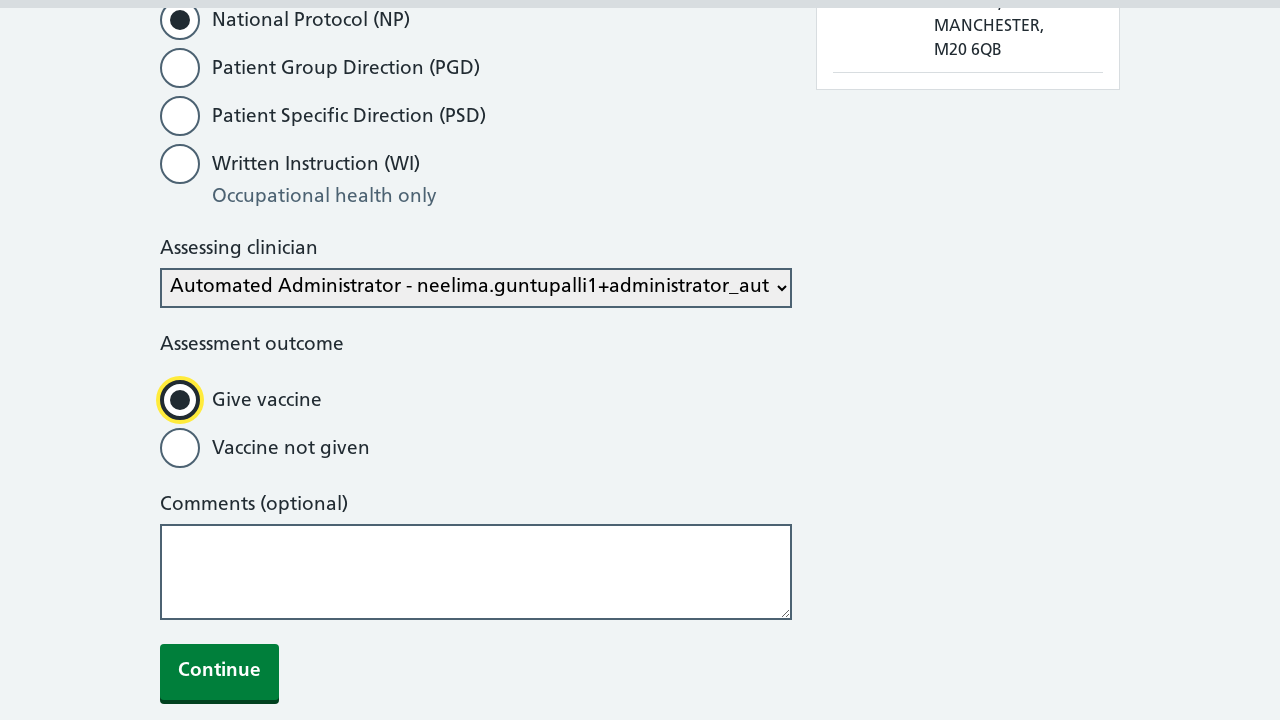 National Protocol (NP)
MANCHESTER,
M20 6QB
Patient Group Direction (PGD)
Patient Specific Direction (PSD)
Written Instruction (WI)
Occupational health only
Assessing clinician
Automated Administrator - neelima.guntupalli1+administrator_aut
Assessment outcome
Give vaccine
Vaccine not given
Comments (optional)
Continue